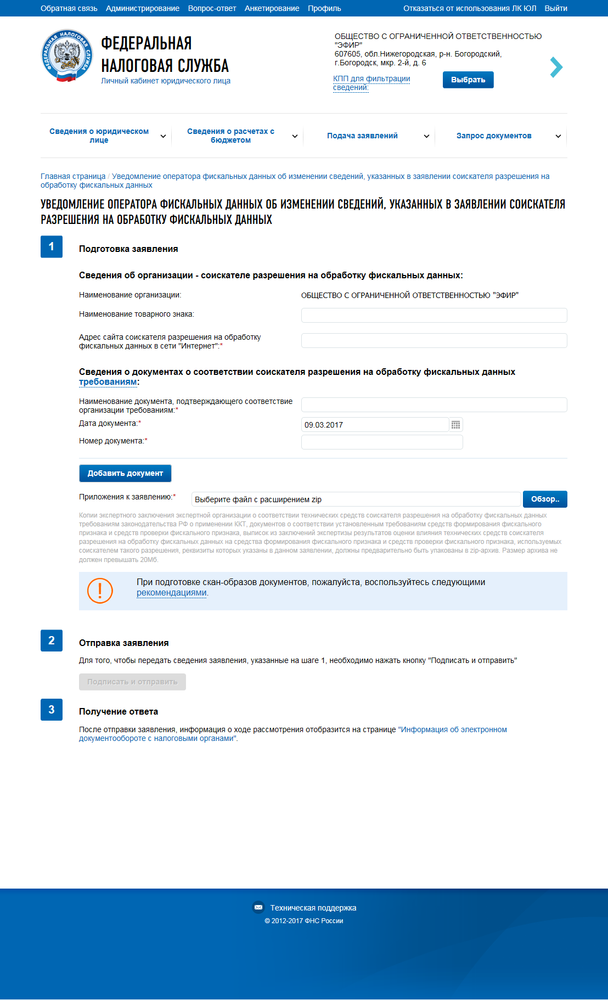 Обратная связь Администрирование Вопрос-ответ Анкетирование Профиль Отказаться от использования ЛК ЮЛ Выйти
ФЕДЕРАЛЬНАЯ НАЛОГОВАЯ СЛУЖБА
ФЕДЕРАЛЬНАЯ
НАЛОГОВАЯ СЛУЖБА
Личный кабинет юридического лица
ОБЩЕСТВО С ОГРАНИЧЕННОЙ ОТВЕТСТВЕННОСТЬЮ
"ЭФИР"
607605, обл.Нижегородская, р-н. Богородский,
г.Богородск, мкр. 2-й, д. 6
КПП для фильтрации
сведений:
Выбрать
Сведения о юридическом
лице
Сведения о расчетах с
бюджетом
Подача заявлений
Запрос документов
Главная страница / Уведомление оператора фискальных данных об изменении сведений, указанных в заявлении соискателя разрешения на
обработку фискальных данных
УВЕДОМЛЕНИЕ ОПЕРАТОРА ФИСКАЛЬНЫХ ДАННЫХ ОБ ИЗМЕНЕНИИ СВЕДЕНИЙ, УКАЗАННЫХ В ЗАЯВЛЕНИИ СОИСКАТЕЛЯ
РАЗРЕШЕНИЯ НА ОБРАБОТКУ ФИСКАЛЬНЫХ ДАННЫХ
1 Подготовка заявления
Сведения об организации - соискателе разрешения на обработку фискальных данных:
Наименование организации: ОБЩЕСТВО С ОГРАНИЧЕННОЙ ОТВЕТСТВЕННОСТЬЮ "ЭФИР"
Наименование товарного знака:
Адрес сайта соискателя разрешения на обработку
фискальных данных в сети "Интернет":*
Сведения о документах о соответствии соискателя разрешения на обработку фискальных данных
требованиям:
Наименование документа, подтверждающего соответствие
организации требованиям:*
Дата документа:* 09.03.2017
Номер документа:*
Добавить документ
Приложения к заявлению:* Выберите файл с расширением zip Обзор..
Копии экспертного заключения экспертной организации о соответствии технических средств соискателя разрешения на обработку фискальных данных
требованиям законодательства РФ о применении ККТ, документов о соответствии установленным требованиям средств формирования фискального
признака и средств проверки фискального признака, выписок из заключений экспертизы результатов оценки влияния технических средств соискателя
разрешения на обработку фискальных данных на средства формирования фискального признака и средств проверки фискального признака, используемых
соискателем такого разрешения, реквизиты которых указаны в данном заявлении, должны предварительно быть упакованы в zip-архив. Размер архива не
должен превышать 20Мб.
При подготовке скан-образов документов, пожалуйста, воспользуйтесь следующими
рекомендациями.
2 Отправка заявления
Для того, чтобы передать сведения заявления, указанные на шаге 1, необходимо нажать кнопку "Подписать и отправить"
Подписать и отправить
3 Получение ответа
После отправки заявления, информация о ходе рассмотрения отобразится на странице "Информация об электронном
документообороте с налоговыми органами".
Техническая поддержка
© 2012-2017 ФНС России